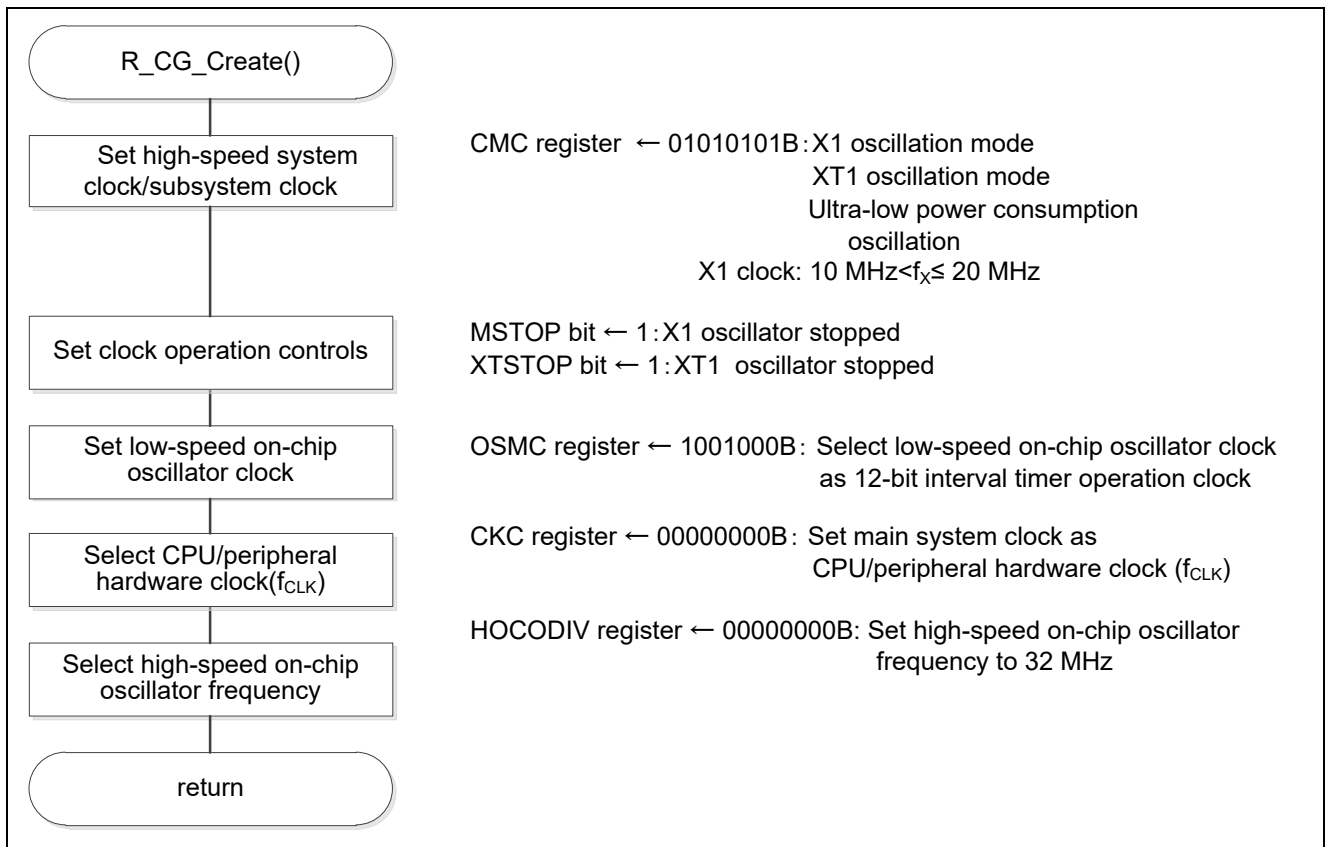 R_CG_Create()
Set high-speed system
clock/subsystem clock
CMC register ← 01010101B：X1 oscillation mode
XT1 oscillation mode
Ultra-low power consumption
oscillation
X1 clock: 10 MHz<fX≤ 20 MHz
Set clock operation controls
MSTOP bit ← 1：X1 oscillator stopped
XTSTOP bit ← 1：XT1 oscillator stopped
Set low-speed on-chip
oscillator clock
OSMC register ← 1001000B： Select low-speed on-chip oscillator clock
as 12-bit interval timer operation clock
Select CPU/peripheral
hardware clock(fCLK)
CKC register ← 00000000B： Set main system clock as
CPU/peripheral hardware clock (fCLK)
Select high-speed on-chip
oscillator frequency
HOCODIV register ← 00000000B: Set high-speed on-chip oscillator
frequency to 32 MHz
return